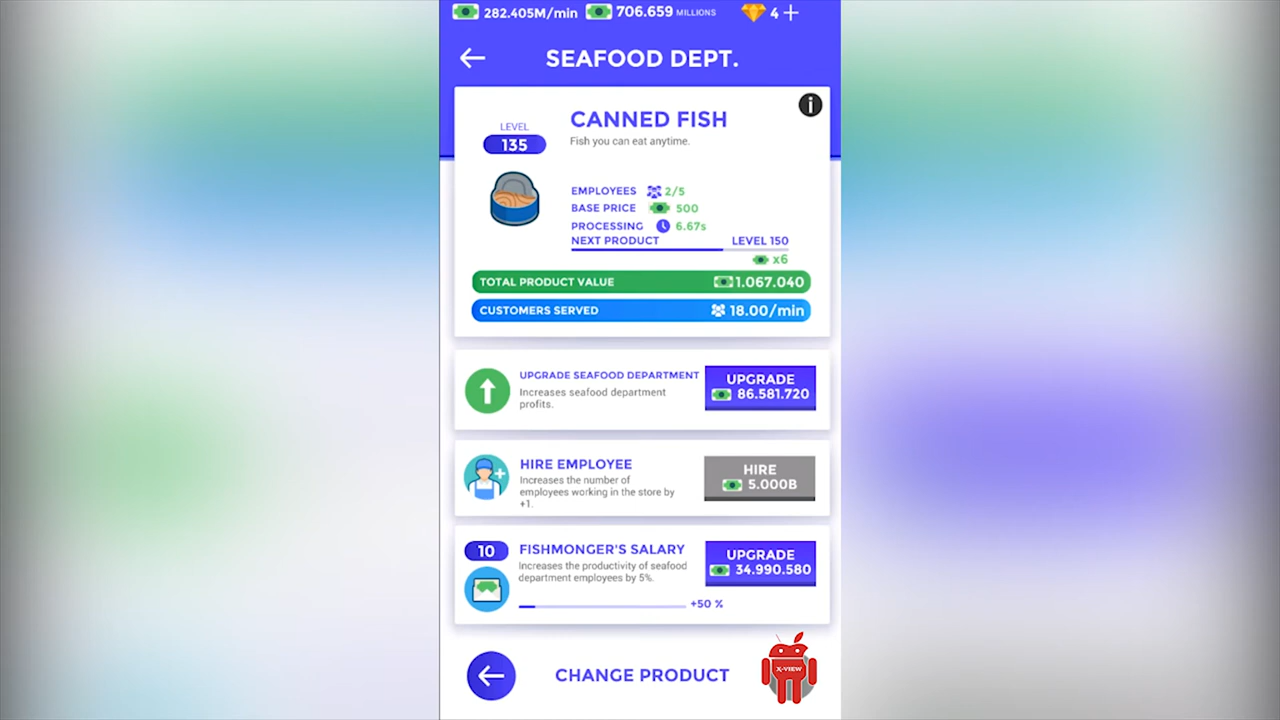 282.405M/min 706.659 MILLIONS 4
SEAFOOD DEPT.
CANNED FISH
Fish you can eat anytime.
LEVEL
135
EMPLOYEES 2/5
BASE PRICE 500
PROCESSING 6.67s
NEXT PRODUCT LEVEL 150
x6
TOTAL PRODUCT VALUE 1.067.040
CUSTOMERS SERVED 18.00/min
UPGRADE SEAFOOD DEPARTMENT
Increases seafood department
profits.
UPGRADE
86.581.720
HIRE EMPLOYEE
Increases the number of
employees working in the store by
+1.
HIRE
5.000B
10
FISHMONGER'S SALARY
Increases the productivity of seafood
department employees by 5%.
+50 %
UPGRADE
34.990.580
CHANGE PRODUCT
X-VIEW